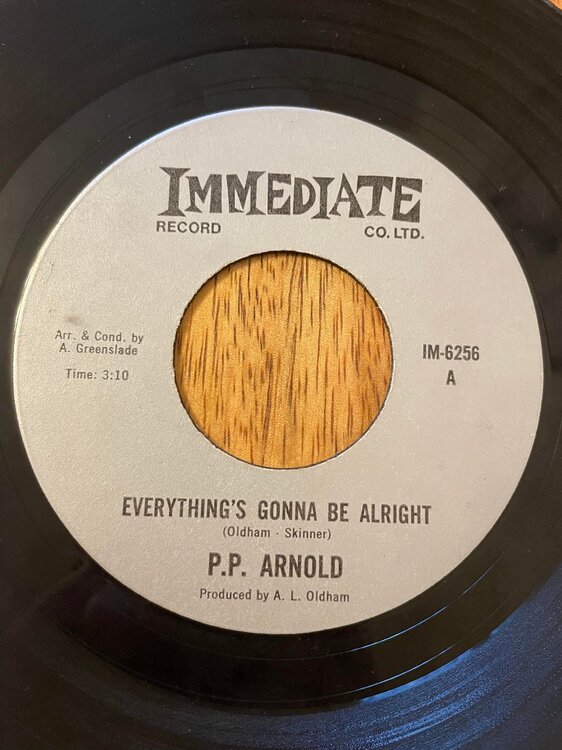 IMMEDIATE
RECORD CO. LTD.
Arr. & Cond. by
A. Greenslade
Time: 3:10
IM-6256
A
EVERYTHING'S GONNA BE ALRIGHT
(Oldham - Skinner)
P.P. ARNOLD
Produced by A. L. Oldham